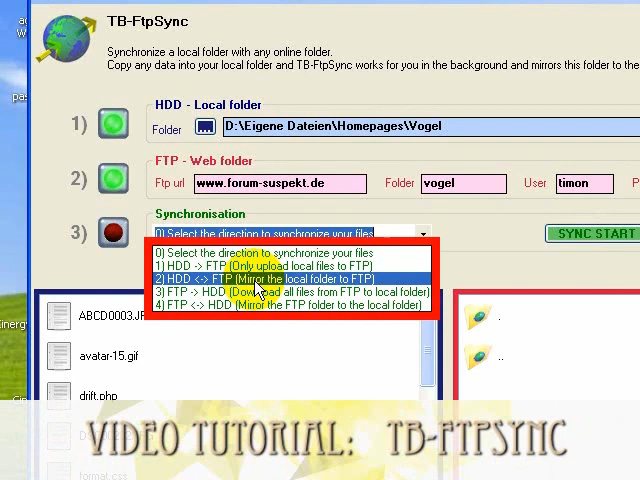 TB-FtpSync
Synchronize a local folder with any online folder.
Copy any data into your local folder and TB-FtpSync works for you in the background and mirrors this folder to the
HDD - Local folder
1)
Folder
D:\Eigene Dateien\Homepages\Vogel
FTP - Web folder
2)
Ftp url
www.forum-suspekt.de
Folder
vogel
User
timon
Synchronisation
3)
0) Select the direction to synchronize your files
SYNC START
0) Select the direction to synchronize your files
1) HDD -> FTP (Only upload local files to FTP)
2) HDD <-> FTP (Mirror the local folder to FTP)
3) FTP -> HDD (Download all files from FTP to local folder)
4) FTP <-> HDD (Mirror the FTP folder to the local folder)
.
avatar-15.gif
..
drift.php
VIDEO TUTORIAL: TB-FTPSYNC
format.css